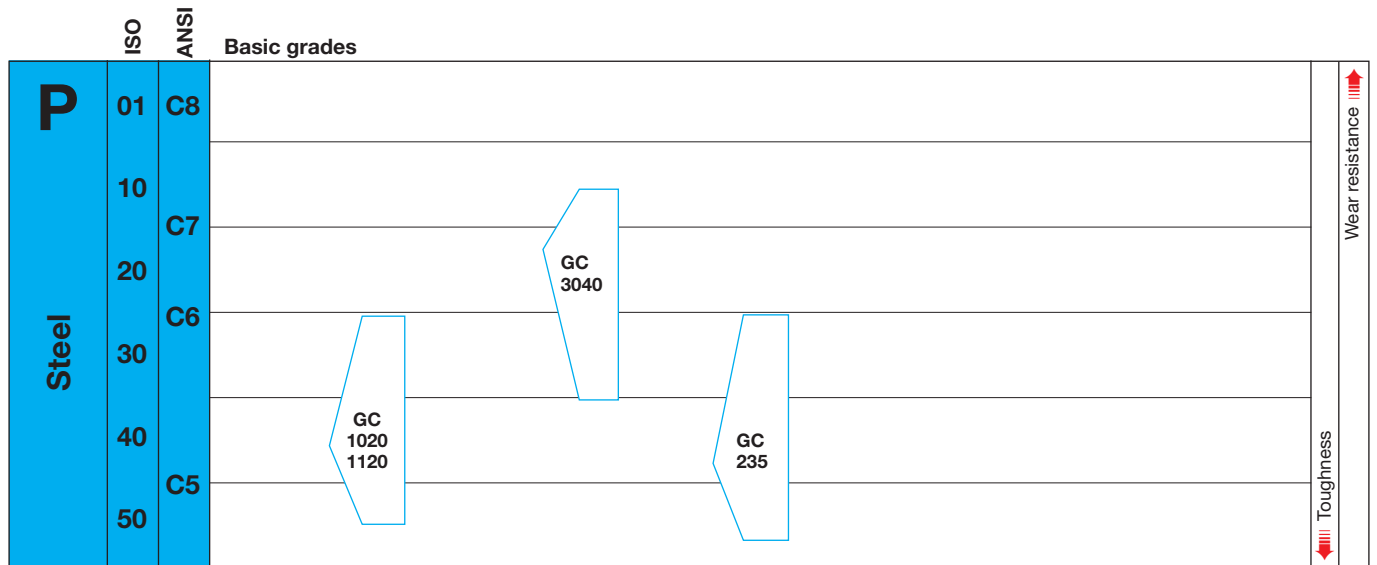 ISO
ANSI
Basic grades
P
Steel
01
10
20
30
40
50
C8
C7
C6
C5
GC
1020
1120
GC
3040
GC
235
Toughness
Wear resistance